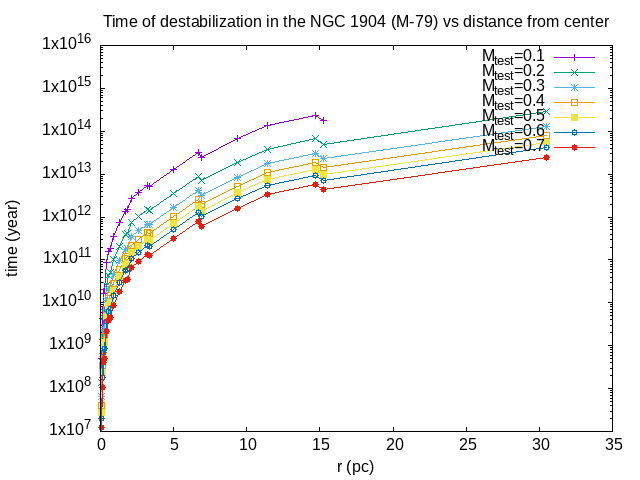 Time of destabilization in the NGC 1904 (M-79) vs distance from center
1x10^16
1x10^15
1x10^14
1x10^13
1x10^12
1x10^11
1x10^10
1x10^9
1x10^8
1x10^7
time (year)
M_test=0.1
M_test=0.2
M_test=0.3
M_test=0.4
M_test=0.5
M_test=0.6
M_test=0.7
0 5 10 15 20 25 30 35
r (pc)